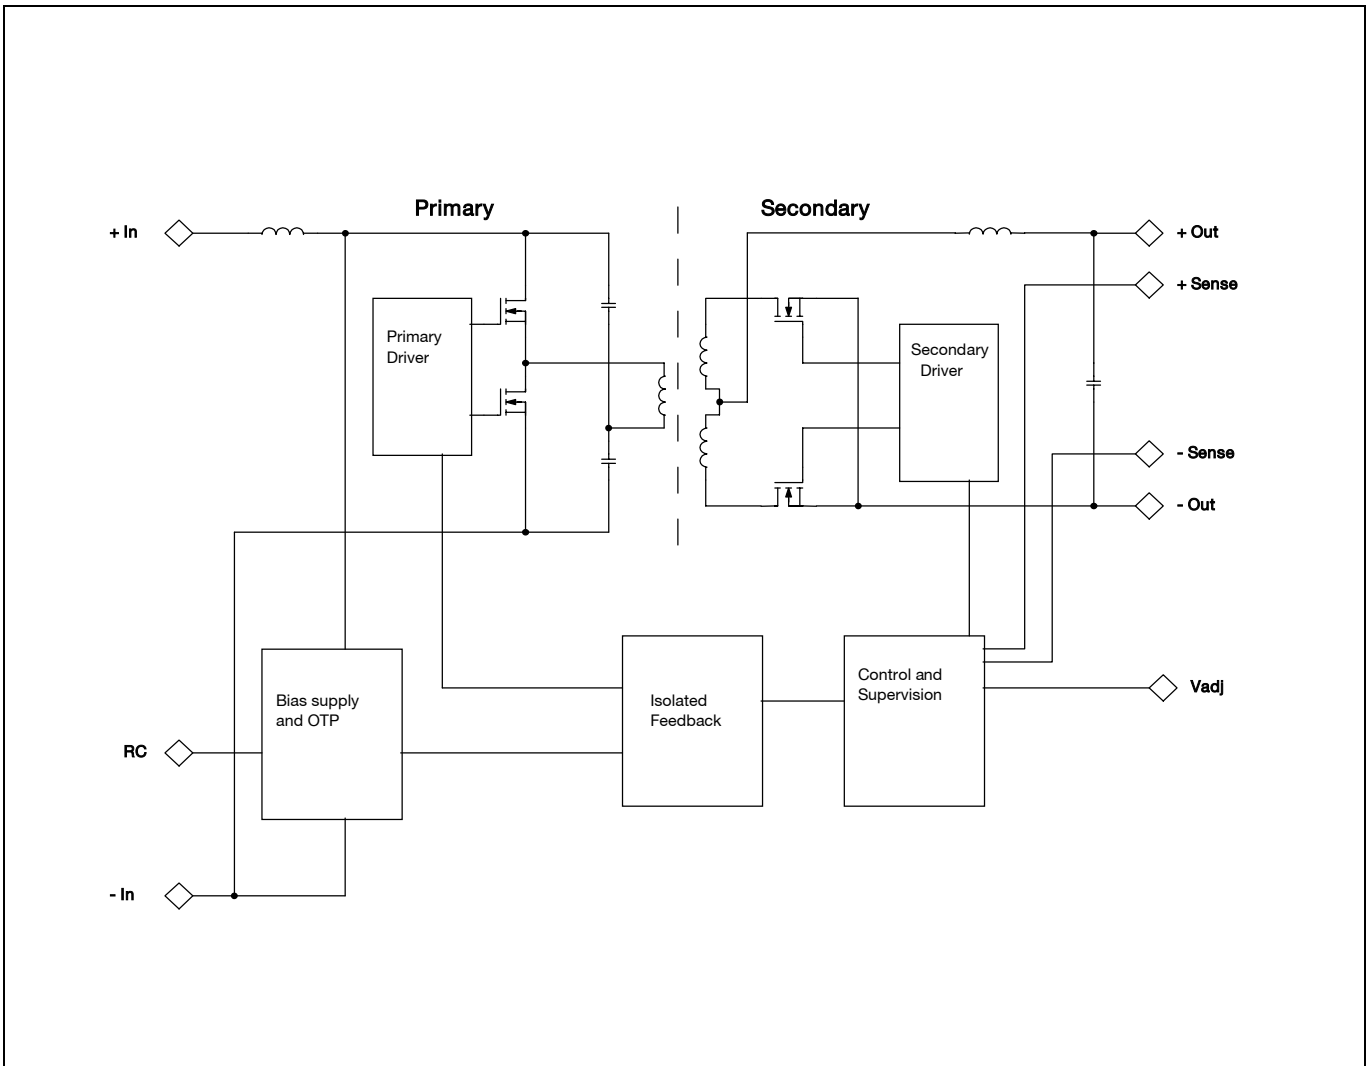 Primary
Secondary
+ In
+ Out
+ Sense
Primary
Driver
Secondary
Driver
- Sense
- Out
Bias supply
and OTP
Isolated
Feedback
Control and
Supervision
Vadj
RC
- In